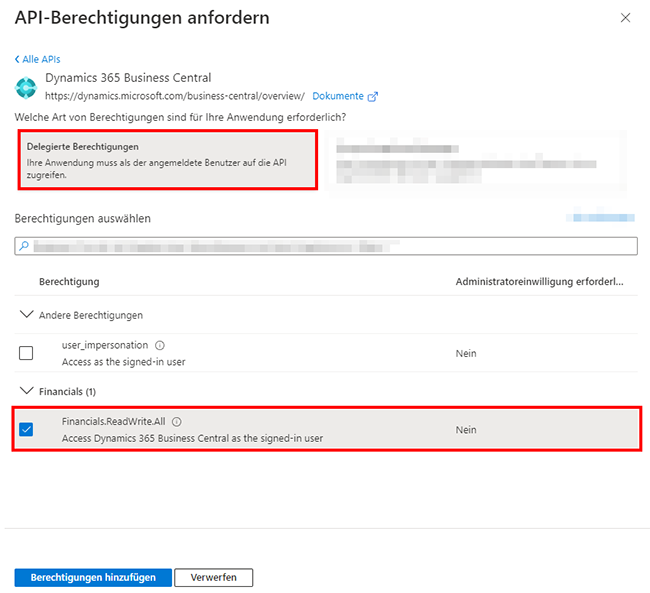 API-Berechtigungen anfordern
Alle APIs
Dynamics 365 Business Central
https://dynamics.microsoft.com/business-central/overview/ Dokumente
Welche Art von Berechtigungen sind für Ihre Anwendung erforderlich?
Delegierte Berechtigungen
Ihre Anwendung muss als der angemeldete Benutzer auf die API
zugreifen.
Berechtigungen auswählen
Berechtigung Administratoreinwilligung erforderl...
Andere Berechtigungen
user_impersonation
Access as the signed-in user
Nein
Financials (1)
Financials.ReadWrite.All
Access Dynamics 365 Business Central as the signed-in user
Nein
Berechtigungen hinzufügen Verwerfen